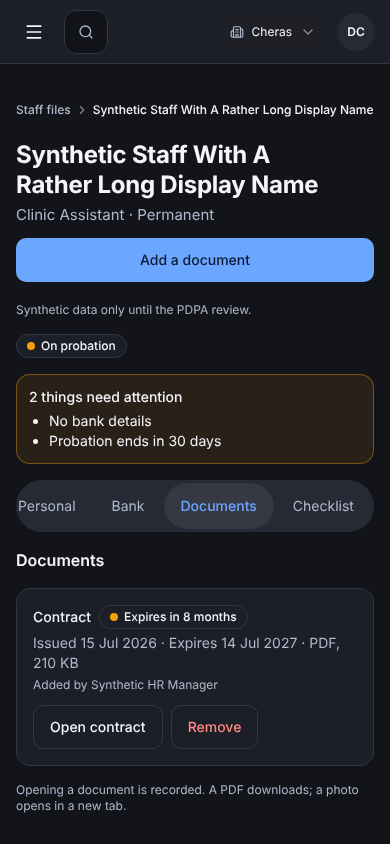 Cheras
DC
Staff files > Synthetic Staff With A Rather Long Display Name
Synthetic Staff With A
Rather Long Display Name
Clinic Assistant · Permanent
Add a document
Synthetic data only until the PDPA review.
On probation
2 things need attention
• No bank details
• Probation ends in 30 days
Personal
Bank
Documents
Checklist
Documents
Contract
Expires in 8 months
Issued 15 Jul 2026 · Expires 14 Jul 2027 · PDF,
210 KB
Added by Synthetic HR Manager
Open contract
Remove
Opening a document is recorded. A PDF downloads; a photo
opens in a new tab.